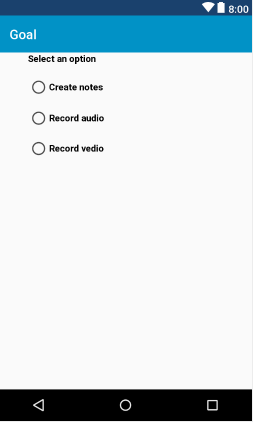 8:00
Goal
Select an option
Create notes
Record audio
Record vedio